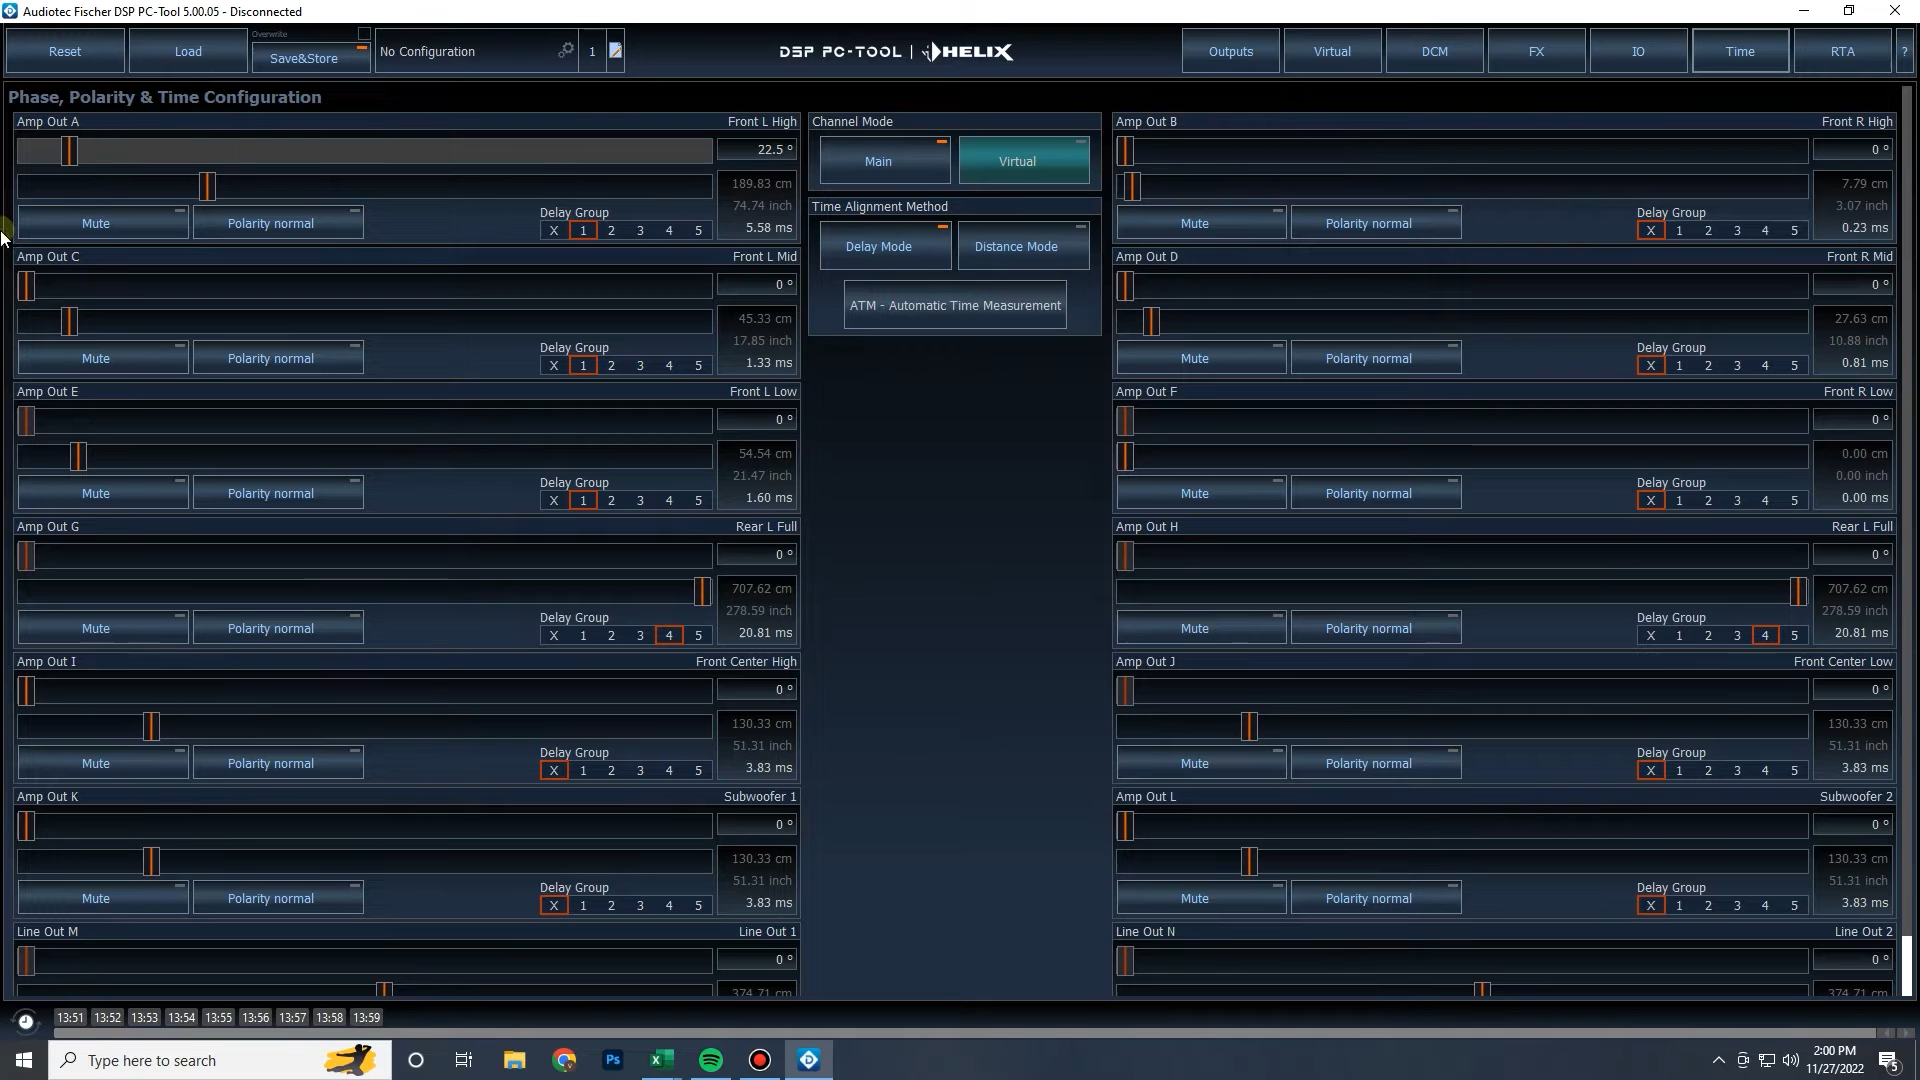 Audiotec Fischer DSP PC-Tool 5.00.05 - Disconnected
Reset
Load
Overwrite
Save&Store
No Configuration
1
DSP PC-TOOL | HELIX
Outputs
Virtual
DCM
FX
IO
Time
RTA
?
Phase, Polarity & Time Configuration
Amp Out A
Front L High
22.5 °
189.83 cm
74.74 inch
5.58 ms
Mute
Polarity normal
Delay Group
X 1 2 3 4 5
Channel Mode
Main
Virtual
Time Alignment Method
Delay Mode
Distance Mode
ATM - Automatic Time Measurement
Amp Out B
Front R High
0 °
7.79 cm
3.07 inch
0.23 ms
Mute
Polarity normal
Delay Group
X 1 2 3 4 5
Amp Out C
Front L Mid
0 °
45.33 cm
17.85 inch
1.33 ms
Mute
Polarity normal
Delay Group
X 1 2 3 4 5
Amp Out D
Front R Mid
0 °
27.63 cm
10.88 inch
0.81 ms
Mute
Polarity normal
Delay Group
X 1 2 3 4 5
Amp Out E
Front L Low
0 °
54.54 cm
21.47 inch
1.60 ms
Mute
Polarity normal
Delay Group
X 1 2 3 4 5
Amp Out F
Front R Low
0 °
0.00 cm
0.00 inch
0.00 ms
Mute
Polarity normal
Delay Group
X 1 2 3 4 5
Amp Out G
Rear L Full
0 °
707.62 cm
278.59 inch
20.81 ms
Mute
Polarity normal
Delay Group
X 1 2 3 4 5
Amp Out H
Rear L Full
0 °
707.62 cm
278.59 inch
20.81 ms
Mute
Polarity normal
Delay Group
X 1 2 3 4 5
Amp Out I
Front Center High
0 °
130.33 cm
51.31 inch
3.83 ms
Mute
Polarity normal
Delay Group
X 1 2 3 4 5
Amp Out J
Front Center Low
0 °
130.33 cm
51.31 inch
3.83 ms
Mute
Polarity normal
Delay Group
X 1 2 3 4 5
Amp Out K
Subwoofer 1
0 °
130.33 cm
51.31 inch
3.83 ms
Mute
Polarity normal
Delay Group
X 1 2 3 4 5
Amp Out L
Subwoofer 2
0 °
130.33 cm
51.31 inch
3.83 ms
Mute
Polarity normal
Delay Group
X 1 2 3 4 5
Line Out M
Line Out 1
0 °
374.71 cm
Line Out N
Line Out 2
0 °
374.71 cm
13:51 13:52 13:53 13:54 13:55 13:56 13:57 13:58 13:59
Type here to search
Ps
2:00 PM
11/27/2022
5